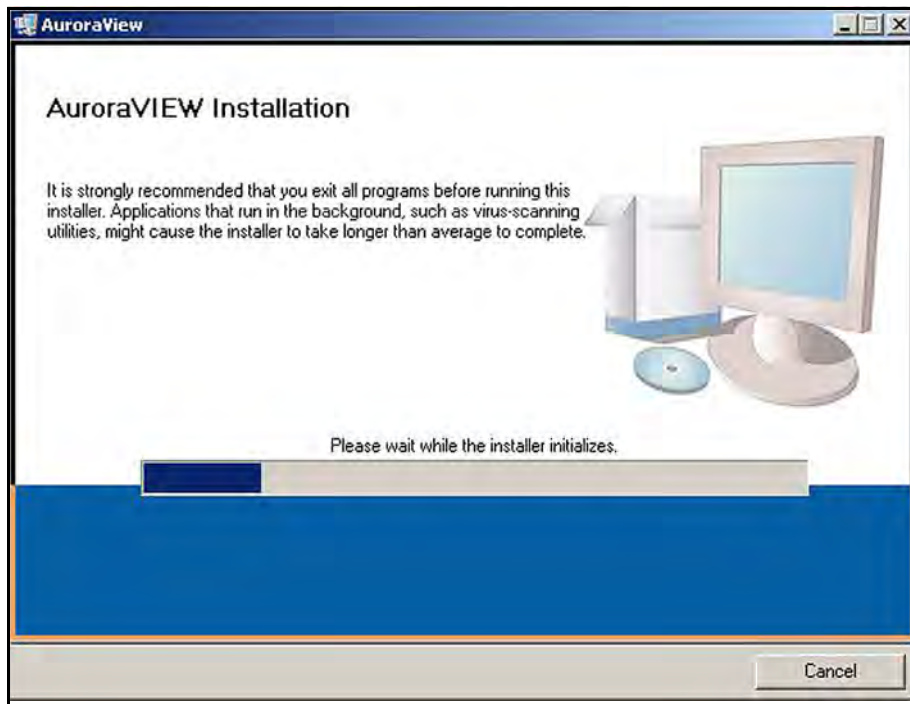 AuroraView
AuroraVIEW Installation
It is strongly recommended that you exit all programs before running this
installer. Applications that run in the background, such as virus-scanning
utilities, might cause the installer to take longer than average to complete.
Please wait while the installer initializes.
Cancel